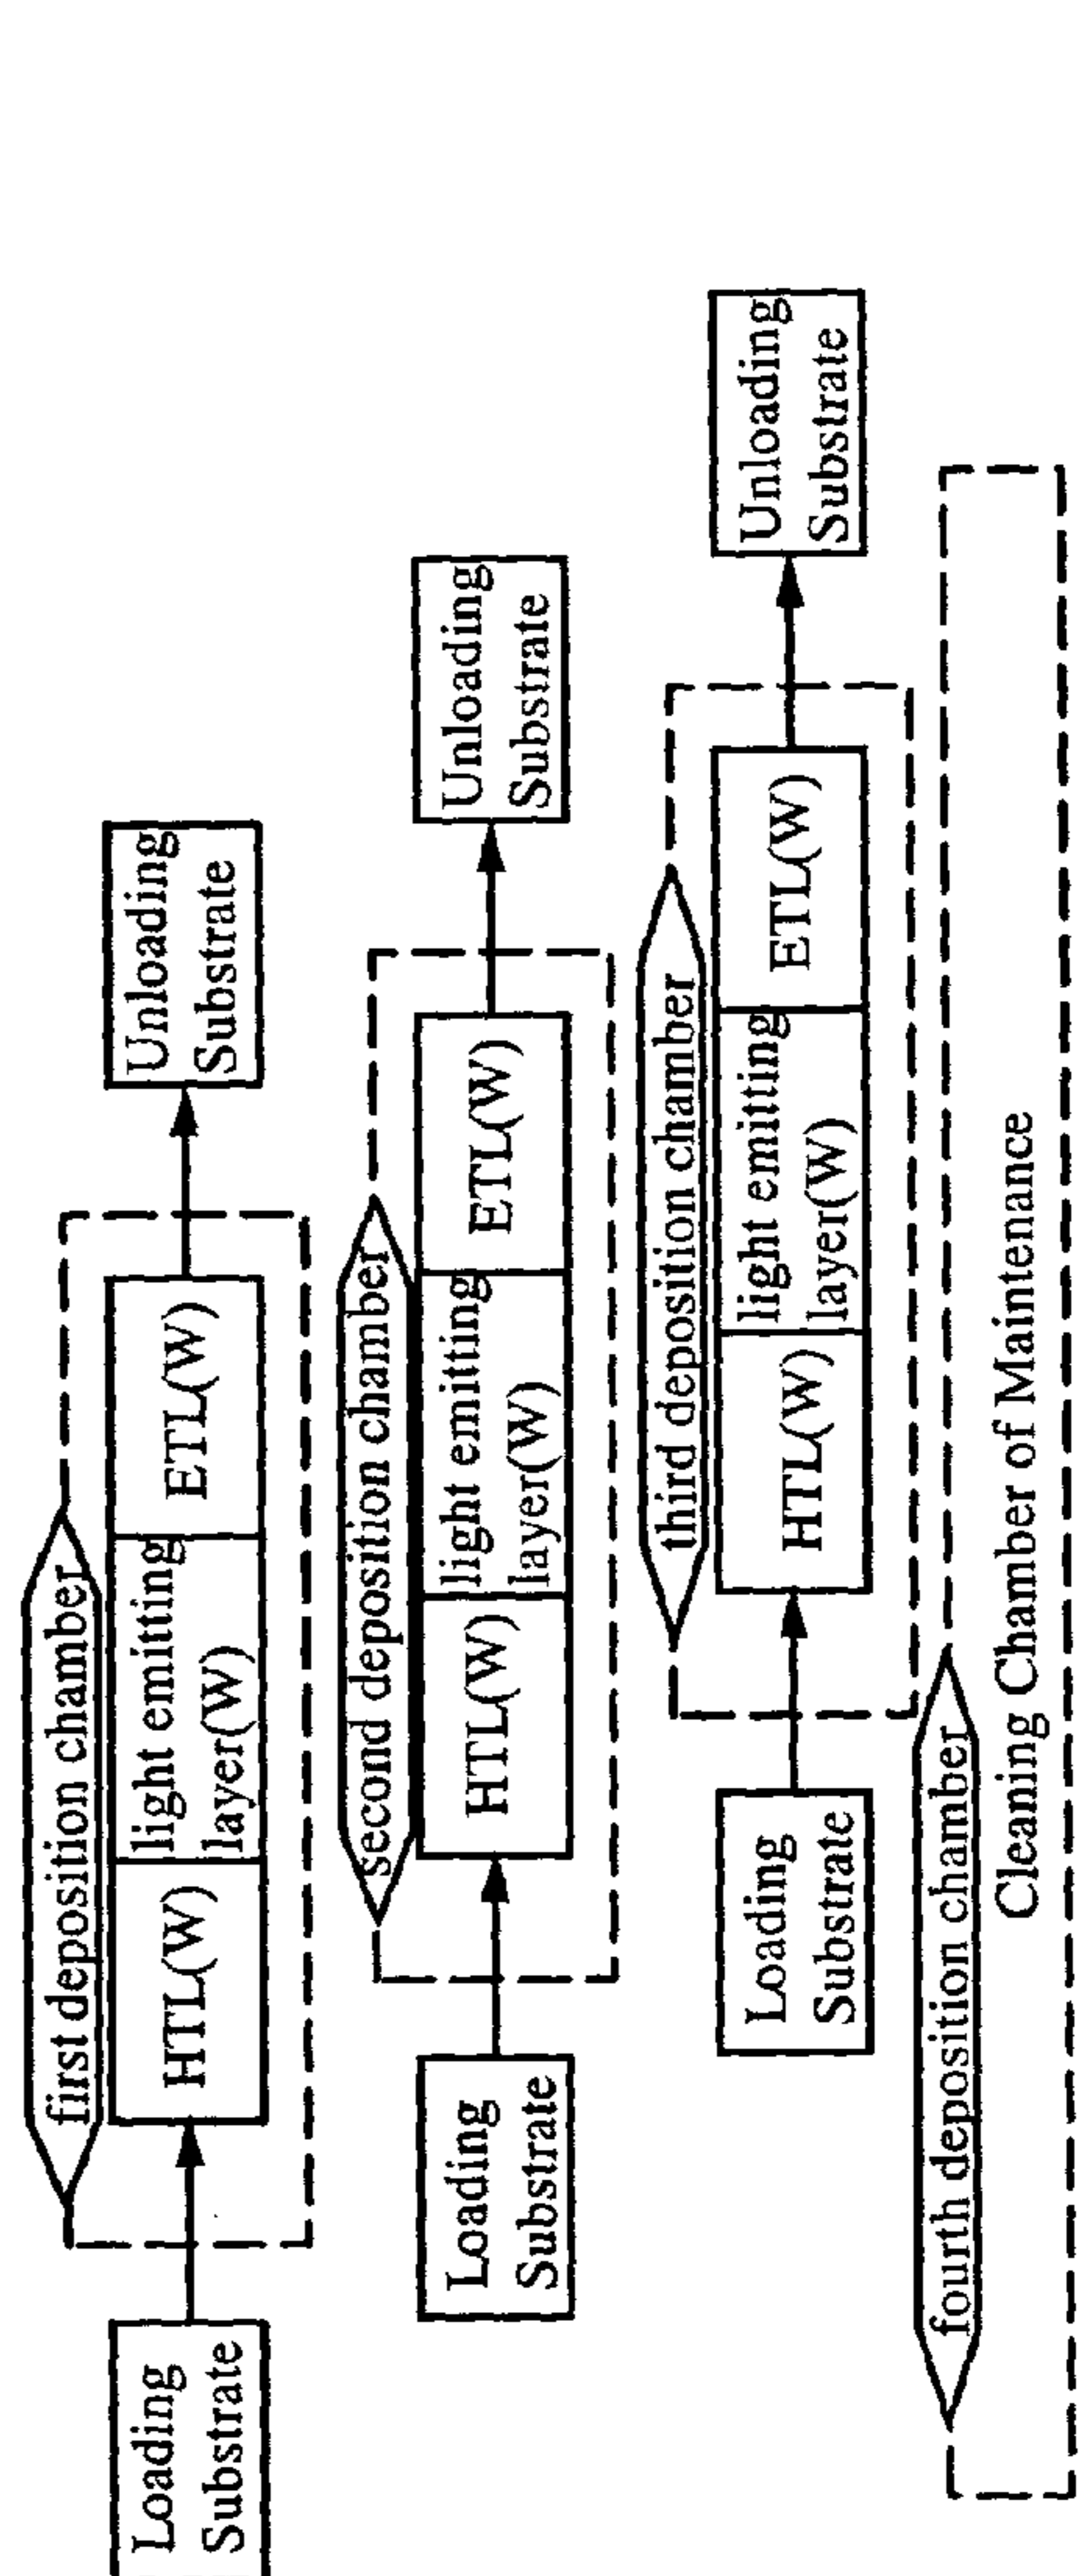 Loading
Substrate
first deposition chamber
HTL(W)
light emitting
layer(W)
ETL(W)
Unloading
Substrate
Loading
Substrate
second deposition chamber
HTL(W)
light emitting
layer(W)
ETL(W)
Unloading
Substrate
Loading
Substrate
third deposition chamber
HTL(W)
light emitting
layer(W)
ETL(W)
Unloading
Substrate
fourth deposition chamber
Cleaning Chamber of Maintenance